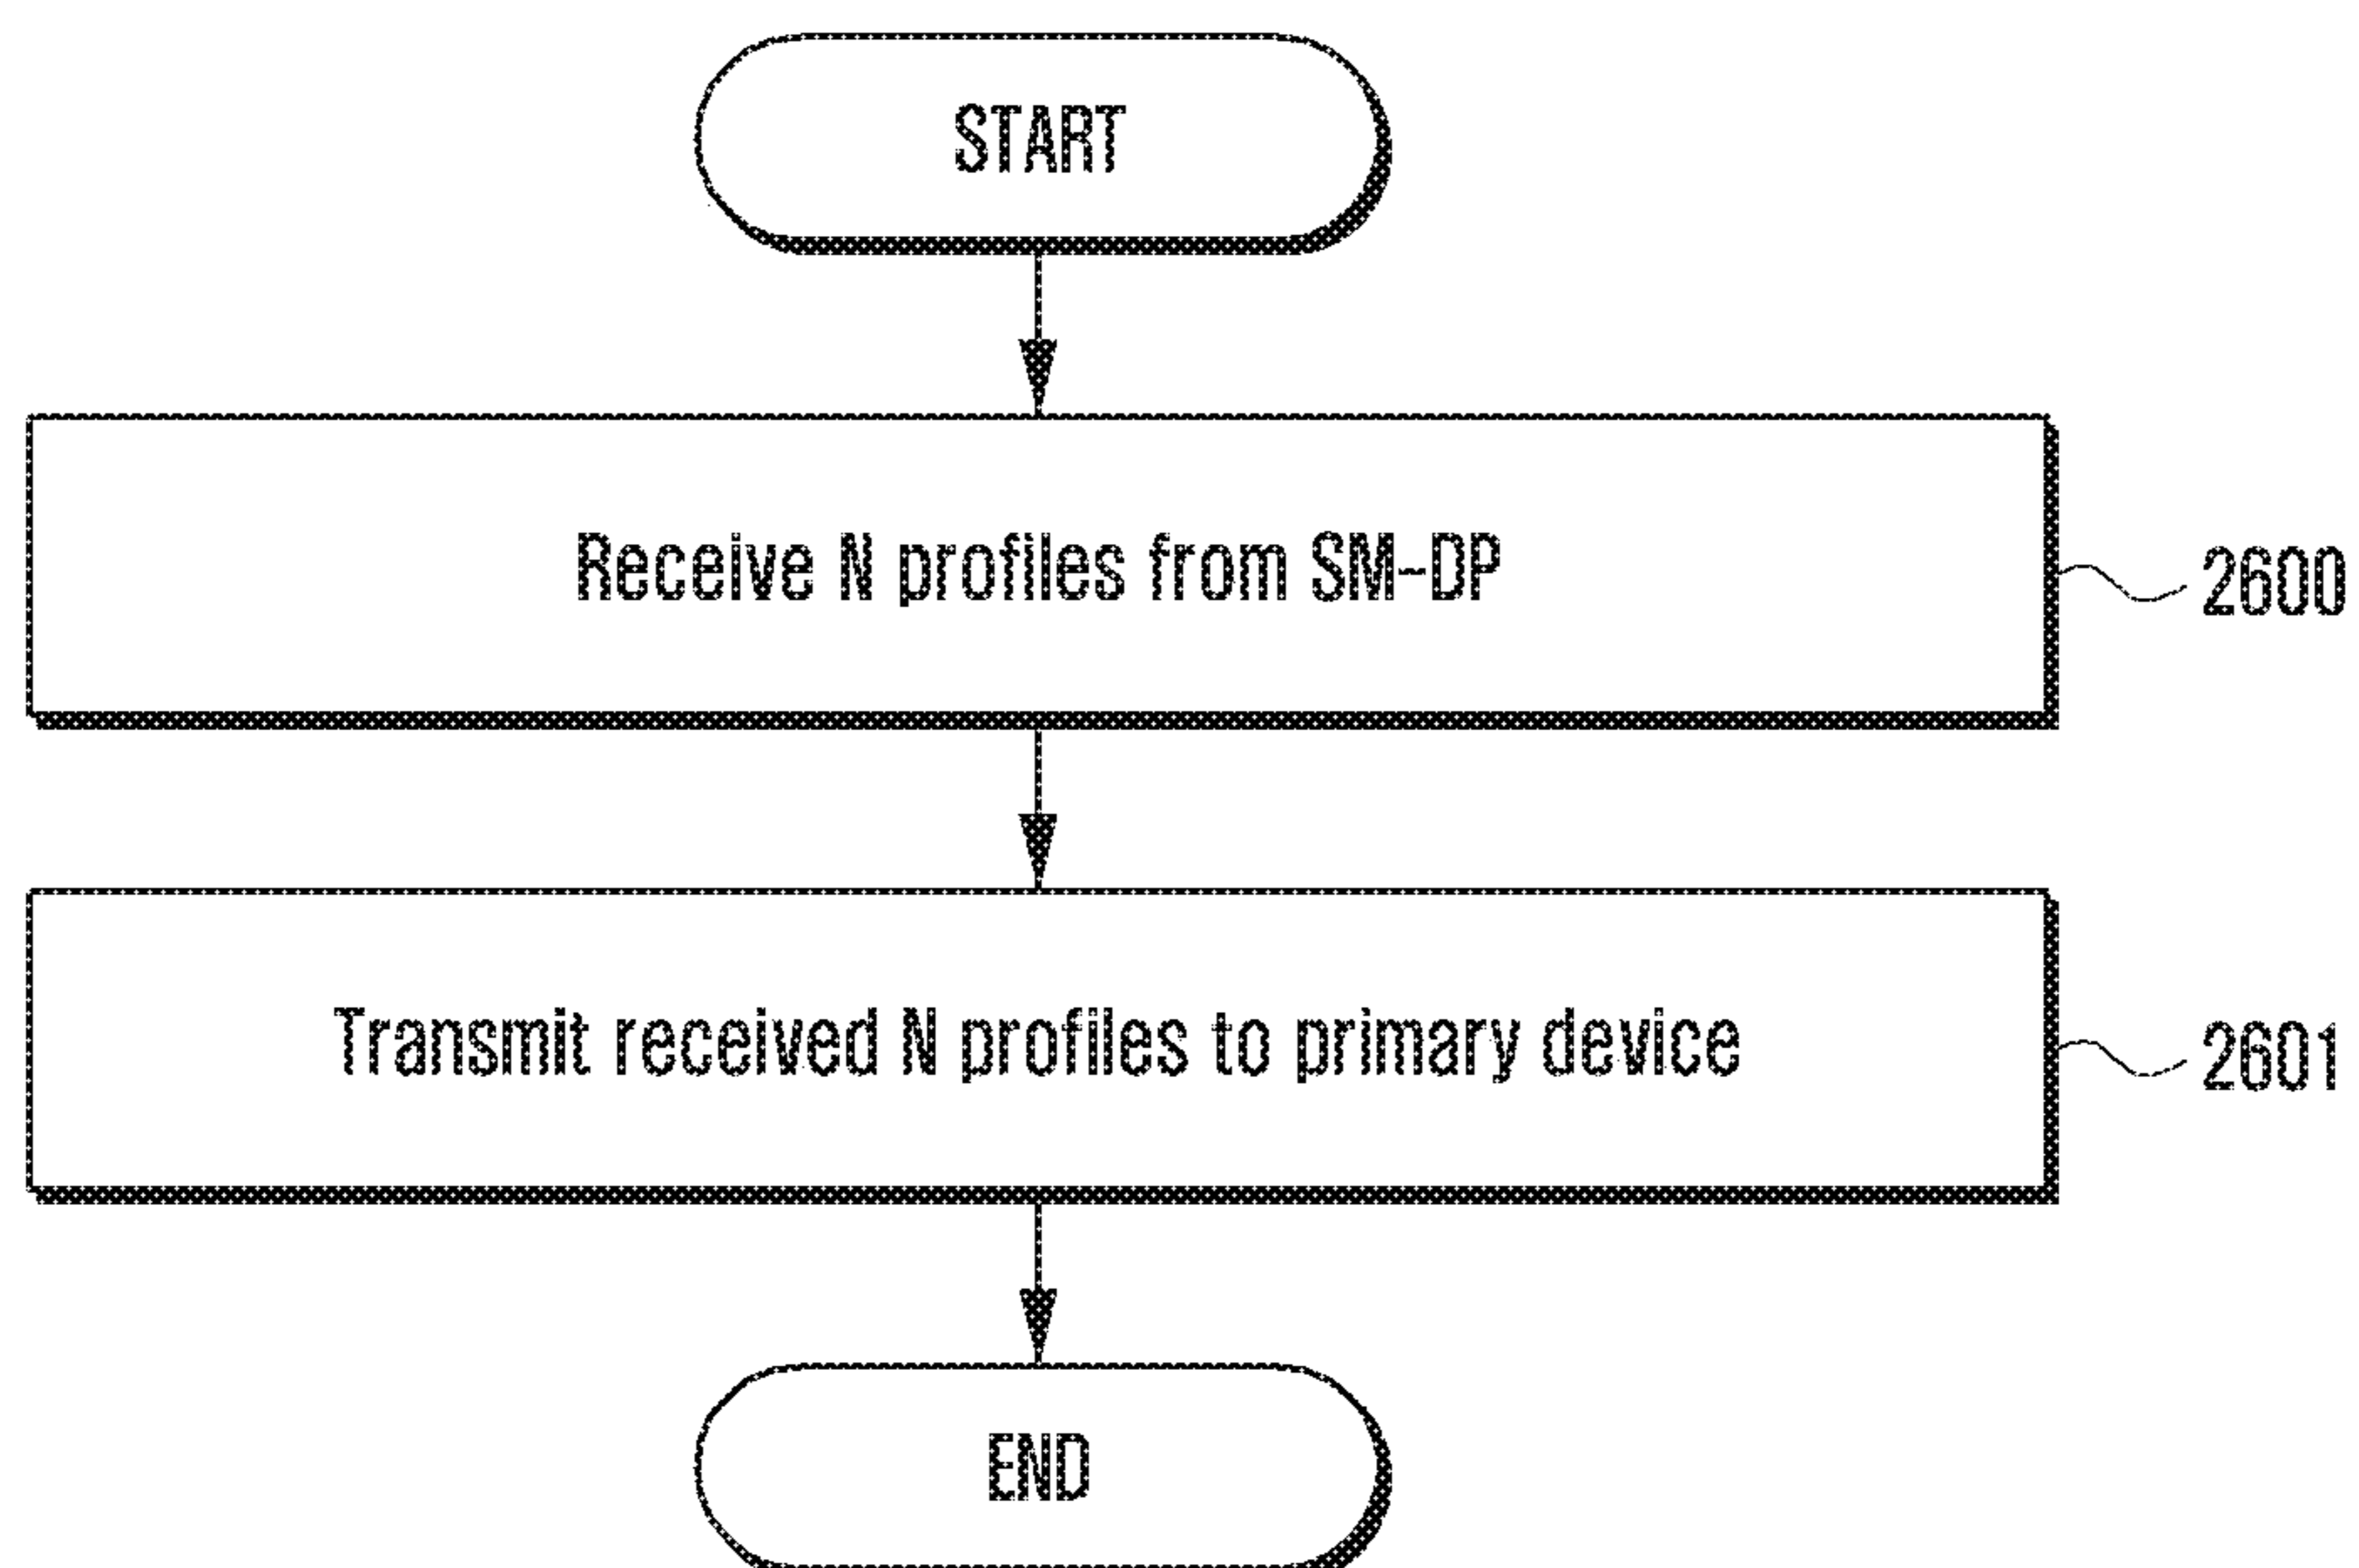 START
Receive N profiles from SM-DP
2600
Transmit received N profiles to primary device
2601
END